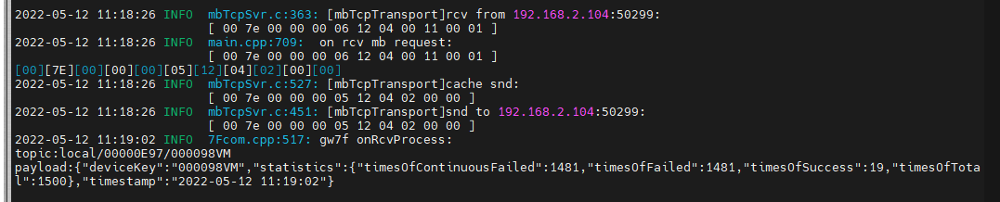 2022-05-12 11:18:26 INFO  mbTcpSvr.c:363: [mbTcpTransport]rcv from 192.168.2.104:50299:
[ 00 7e 00 00 00 06 12 04 00 11 00 01 ]
2022-05-12 11:18:26 INFO  main.cpp:709:  on rcv mb request:
[ 00 7e 00 00 00 06 12 04 00 11 00 01 ]
[00][7E][00][00][00][05][12][04][02][00][00]
2022-05-12 11:18:26 INFO  mbTcpSvr.c:527: [mbTcpTransport]cache snd:
[ 00 7e 00 00 00 05 12 04 02 00 00 ]
2022-05-12 11:18:26 INFO  mbTcpSvr.c:451: [mbTcpTransport]snd to 192.168.2.104:50299:
[ 00 7e 00 00 00 05 12 04 02 00 00 ]
2022-05-12 11:19:02 INFO  7Fcom.cpp:517: gw7f onRcvProcess:
topic:local/00000E97/000098VM
payload:{"deviceKey":"000098VM","statistics":{"timesOfContinuousFailed":1481,"timesOfFailed":1481,"timesOfSuccess":19,"timesOfTota
l":1500},"timestamp":"2022-05-12 11:19:02"}